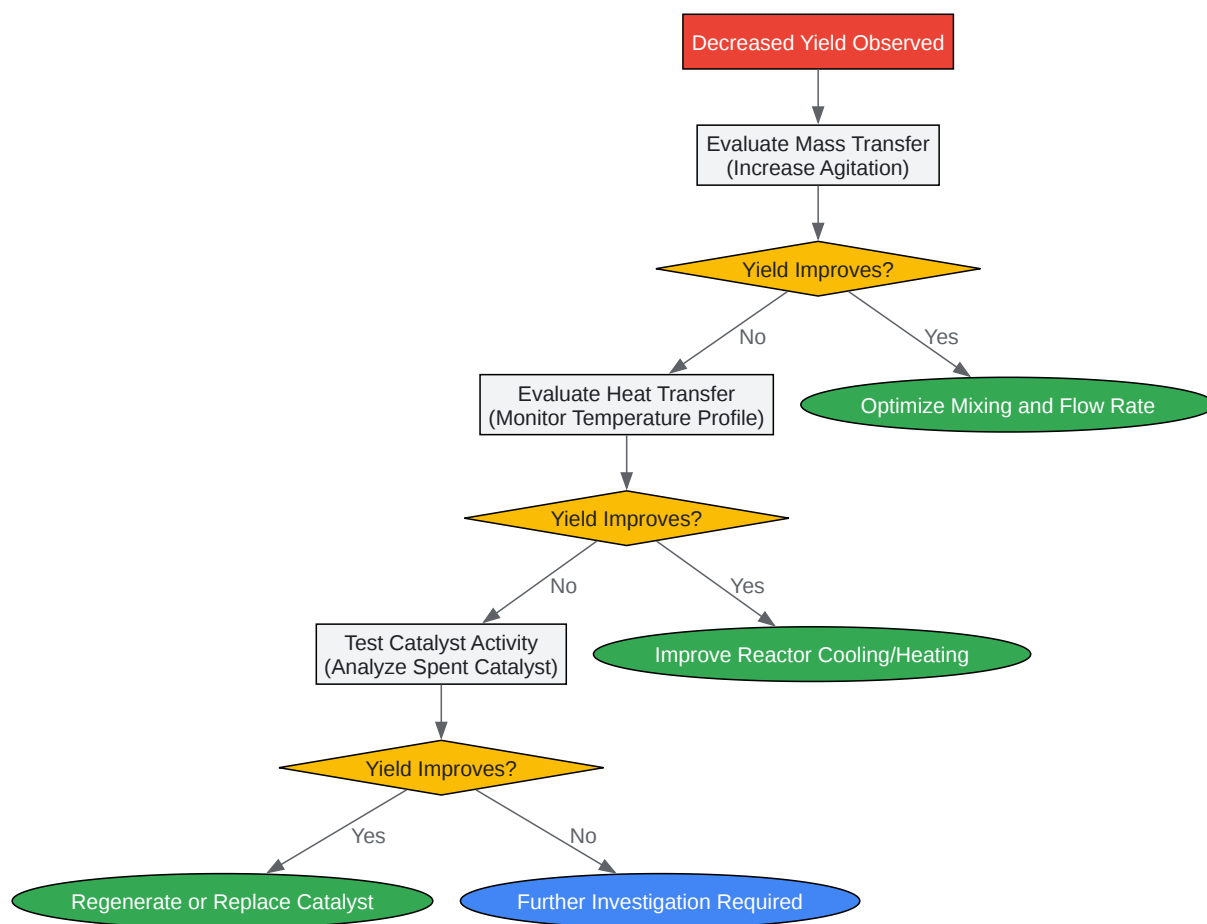 Decreased Yield Observed
Evaluate Mass Transfer
(Increase Agitation)
Yield Improves?
No
Yes
Evaluate Heat Transfer
(Monitor Temperature Profile)
Optimize Mixing and Flow Rate
Yield Improves?
No
Yes
Test Catalyst Activity
(Analyze Spent Catalyst)
Improve Reactor Cooling/Heating
Yield Improves?
Yes
No
Regenerate or Replace Catalyst
Further Investigation Required